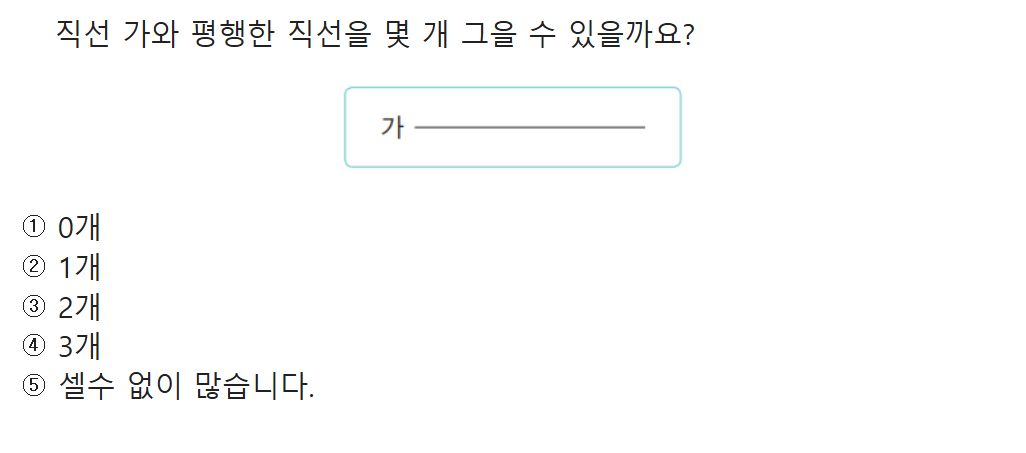 직선 가와 평행한 직선을 몇 개 그을 수 있을까요?
가
① 0개
② 1개
③ 2개
④ 3개
⑤ 셀수 없이 많습니다.